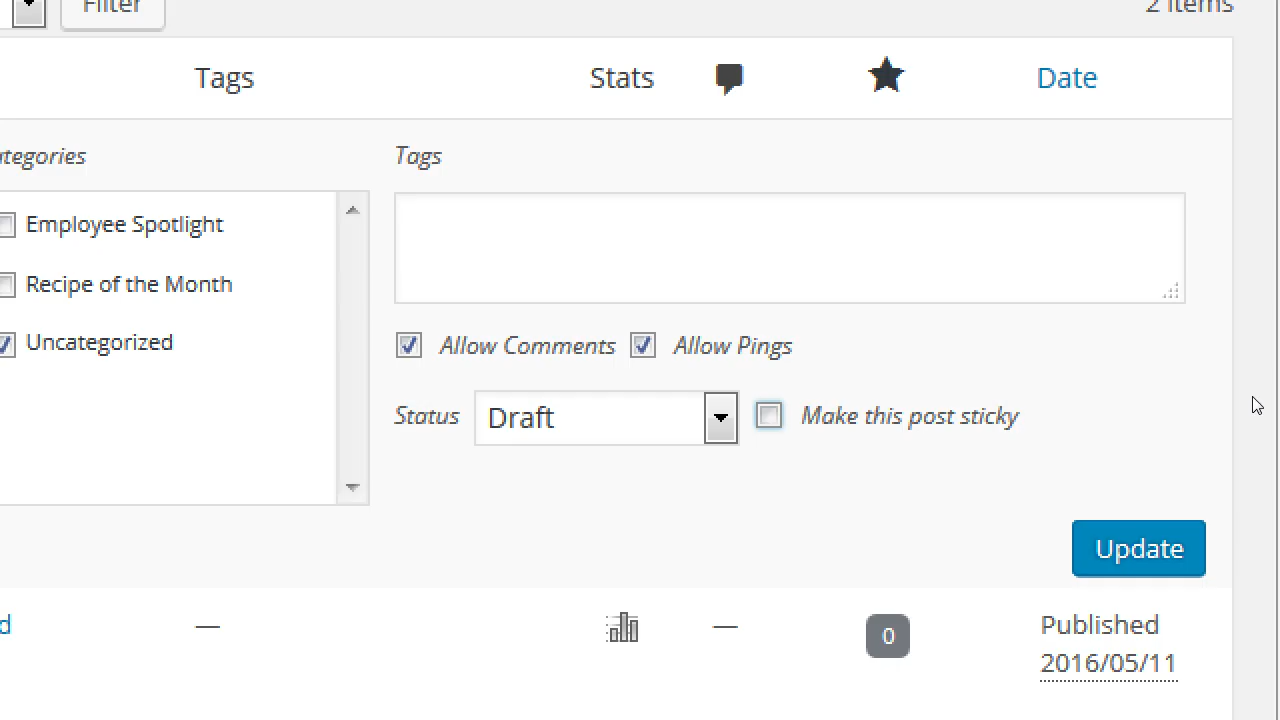 Filter
2 items
Tags
Stats
Date
ategories
Tags
Employee Spotlight
Recipe of the Month
Uncategorized
Allow Comments
Allow Pings
Status
Draft
Make this post sticky
Update
d
—
—
0
Published
2016/05/11